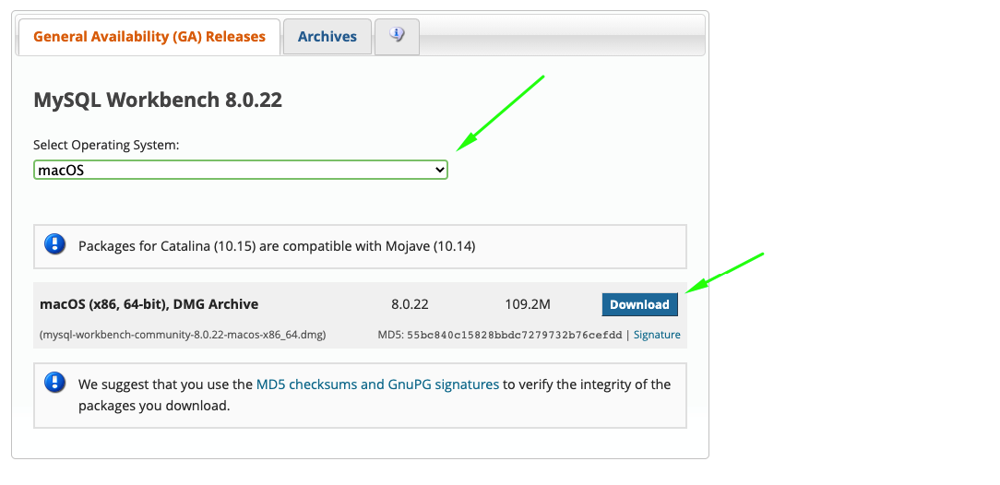 General Availability (GA) Releases
Archives
MySQL Workbench 8.0.22
Select Operating System:
macOS
Packages for Catalina (10.15) are compatible with Mojave (10.14)
macOS (x86, 64-bit), DMG Archive 8.0.22 109.2M Download
(mysql-workbench-community-8.0.22-macos-x86_64.dmg) MD5: 55bc840c15828bbdc7279732b76cefdd | Signature
We suggest that you use the MD5 checksums and GnuPG signatures to verify the integrity of the
packages you download.